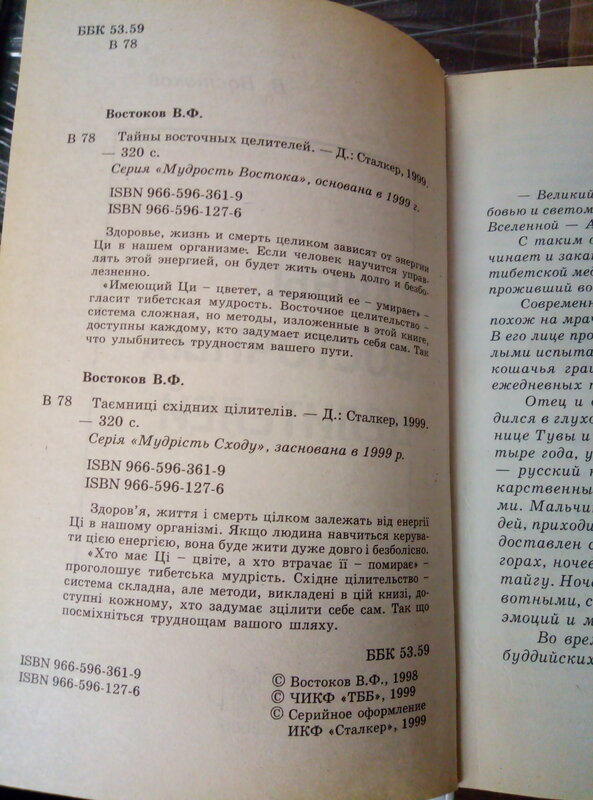 ББК 53.59
В 78
Востоков В.Ф.
В 78 Тайны восточных целителей. — Д.: Сталкер, 1999.
— 320 с.
Серия «Мудрость Востока», основана в 1999 г.
ISBN 966-596-361-9
ISBN 966-596-127-6
Здоровье, жизнь и смерть целиком зависят от энергии
Ци в нашем организме. Если человек научится управ-
лять этой энергией, он будет жить очень долго и безбо-
лезненно.
«Имеющий Ци - цветет, а теряющий ее - умирает» -
гласит тибетская мудрость. Восточное целительство -
система сложная, но методы, изложенные в этой книге,
доступны каждому, кто задумает исцелить себя сам. Так
что улыбнитесь трудностям вашего пути.
Востоков В.Ф.
В 78 Таємниці східних цілителів. — Д.: Сталкер, 1999.
— 320 с.
Серія «Мудрість Сходу», заснована в 1999 р.
ISBN 966-596-361-9
ISBN 966-596-127-6
Здоров'я, життя і смерть цілком залежать від енергії
Ці в нашому організмі. Якщо людина навчиться керува-
ти цією енергією, вона буде жити дуже довго і безболісно.
«Хто має Ці - цвіте, а хто втрачає її - помирає» -
проголошує тибетська мудрість. Східне цілительство -
система складна, але методи, викладені в цій книзі, до-
ступні кожному, хто задумає зцілити себе сам. Так що
посміхніться труднощам вашого шляху.
ББК 53.59
ISBN 966-596-361-9
ISBN 966-596-127-6
© Востоков В.Ф., 1998
© ЧИКФ «ТББ», 1999
© Серийное оформление
ИКФ «Сталкер», 1999
— Великий
бовью и светом
Вселенной — А
С таким
чинает и зака
тибетской ме
проживший во
Современ
похож на мра
В его лице про
лыми испыта
кошачья гра
ежедневных
Отец и
дился в глухо
нице Тувы и
тыре года, у
— русский
карственны
ми. Мальчи
дей, приходи
доставлен с
горах, ночев
тайгу. Ноче
вотными, с
эмоций и м
Во вре
буддийских